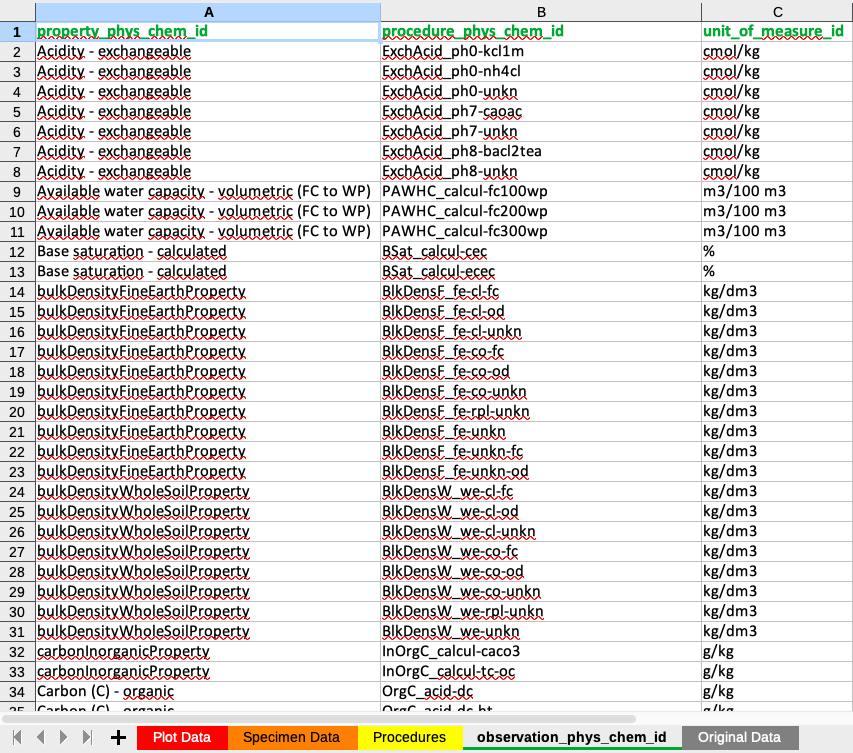 A B C
1 property_phys_chem_id procedure_phys_chem_id unit_of_measure_id
2 Acidity - exchangeable ExchAcid_ph0-kcl1m cmol/kg
3 Acidity - exchangeable ExchAcid_ph0-nh4cl cmol/kg
4 Acidity - exchangeable ExchAcid_ph0-unkn cmol/kg
5 Acidity - exchangeable ExchAcid_ph7-caoac cmol/kg
6 Acidity - exchangeable ExchAcid_ph7-unkn cmol/kg
7 Acidity - exchangeable ExchAcid_ph8-bacl2tea cmol/kg
8 Acidity - exchangeable ExchAcid_ph8-unkn cmol/kg
9 Available water capacity - volumetric (FC to WP) PAWHC_calcul-fc100wp m3/100 m3
10 Available water capacity - volumetric (FC to WP) PAWHC_calcul-fc200wp m3/100 m3
11 Available water capacity - volumetric (FC to WP) PAWHC_calcul-fc300wp m3/100 m3
12 Base saturation - calculated BSat_calcul-cec %
13 Base saturation - calculated BSat_calcul-ecec %
14 bulkDensityFineEarthProperty BlkDensF_fe-cl-fc kg/dm3
15 bulkDensityFineEarthProperty BlkDensF_fe-cl-od kg/dm3
16 bulkDensityFineEarthProperty BlkDensF_fe-cl-unkn kg/dm3
17 bulkDensityFineEarthProperty BlkDensF_fe-co-fc kg/dm3
18 bulkDensityFineEarthProperty BlkDensF_fe-co-od kg/dm3
19 bulkDensityFineEarthProperty BlkDensF_fe-co-unkn kg/dm3
20 bulkDensityFineEarthProperty BlkDensF_fe-rpl-unkn kg/dm3
21 bulkDensityFineEarthProperty BlkDensF_fe-unkn kg/dm3
22 bulkDensityFineEarthProperty BlkDensF_fe-unkn-fc kg/dm3
23 bulkDensityFineEarthProperty BlkDensF_fe-unkn-od kg/dm3
24 bulkDensityWholeSoilProperty BlkDensW_we-cl-fc kg/dm3
25 bulkDensityWholeSoilProperty BlkDensW_we-cl-od kg/dm3
26 bulkDensityWholeSoilProperty BlkDensW_we-cl-unkn kg/dm3
27 bulkDensityWholeSoilProperty BlkDensW_we-co-fc kg/dm3
28 bulkDensityWholeSoilProperty BlkDensW_we-co-od kg/dm3
29 bulkDensityWholeSoilProperty BlkDensW_we-co-unkn kg/dm3
30 bulkDensityWholeSoilProperty BlkDensW_we-rpl-unkn kg/dm3
31 bulkDensityWholeSoilProperty BlkDensW_we-unkn kg/dm3
32 carbonInorganicProperty InOrgC_calcul-caco3 g/kg
33 carbonInorganicProperty InOrgC_calcul-tc-oc g/kg
34 Carbon (C) - organic OrgC_acid-dc g/kg
35 Carbon (C) - organic OrgC_acid-dc-ht g/kg
Plot Data Specimen Data Procedures observation_phys_chem_id Original Data